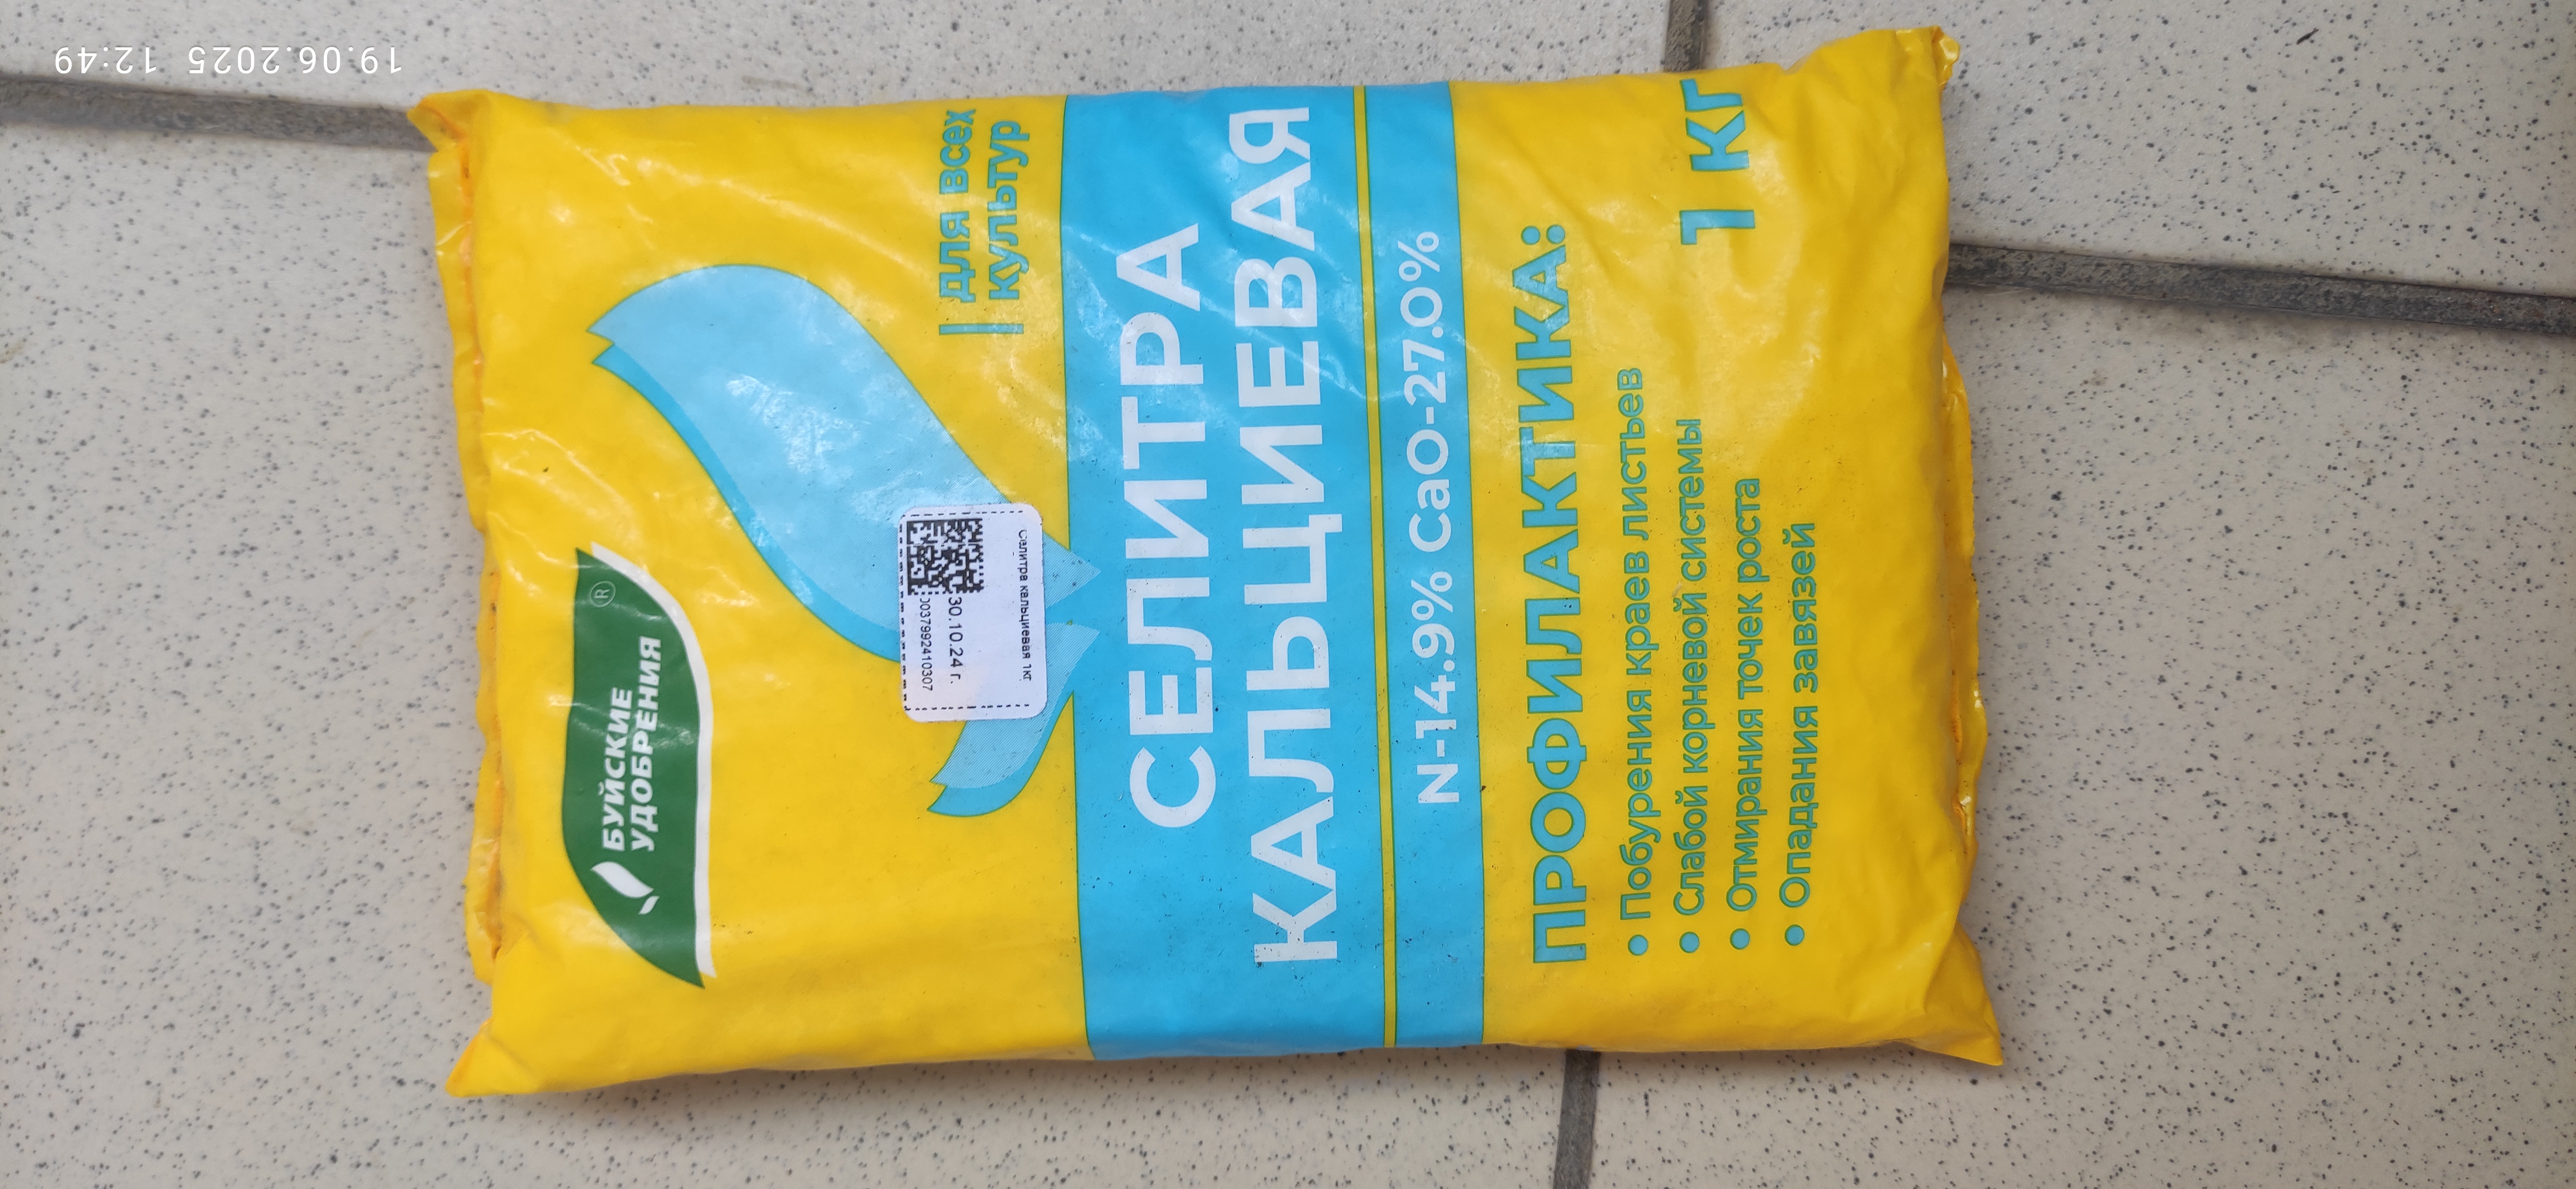 19.06.2025 12:49
БУЙСКИЕ
УДОБРЕНИЯ
®
для всех
культур
0037992410307
30.10.24 г.
Селитра кальциевая 1кг
СЕЛИТРА
КАЛЬЦИЕВАЯ
N-14.9% CaO-27.0%
ПРОФИЛАКТИКА:
• Побурения краев листьев
• Слабой корневой системы
• Отмирания точек роста
• Опадания завязей
1 КГ